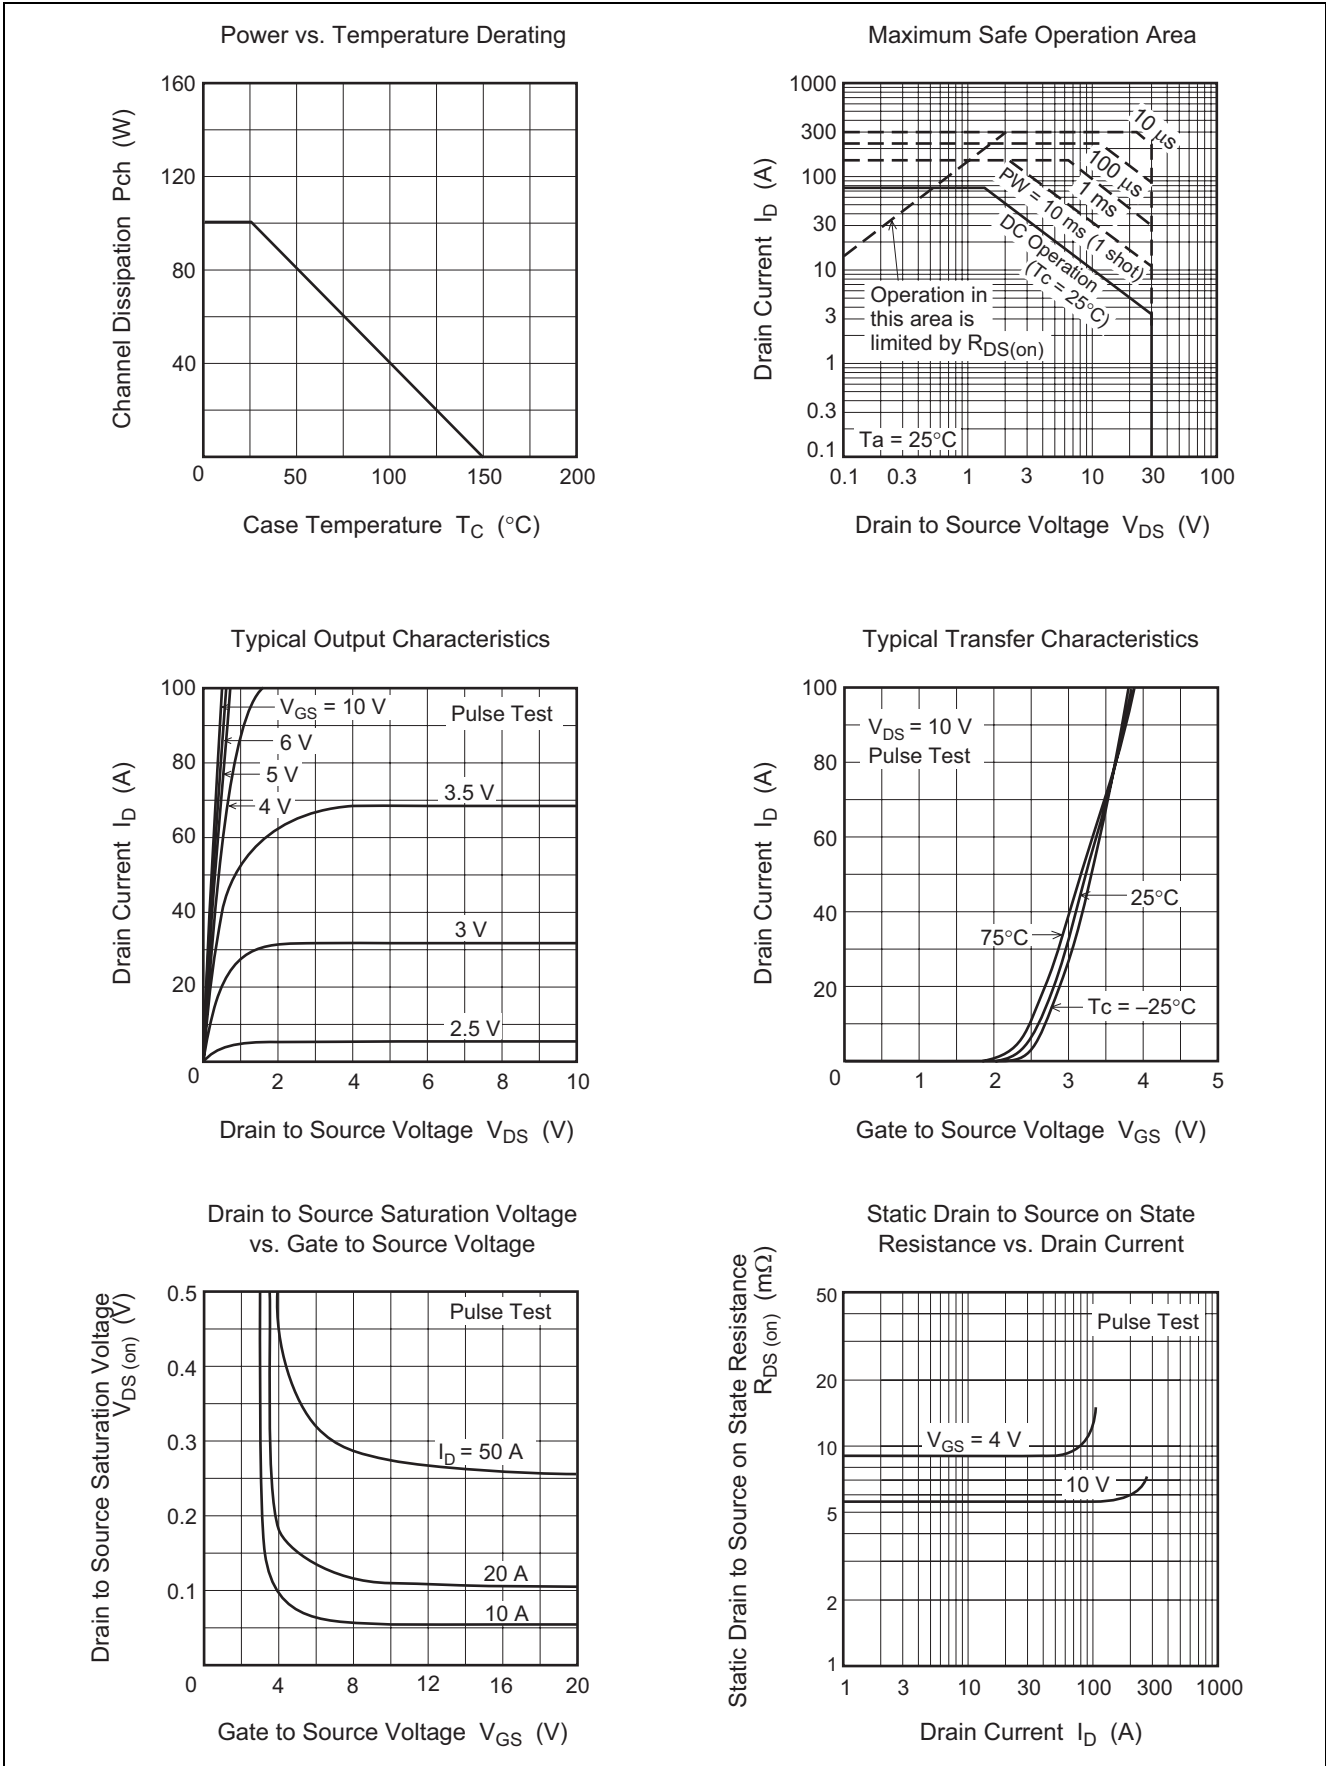 Power vs. Temperature Derating
160
120
80
40
0
50
100
150
200
Channel Dissipation Pch (W)
Case Temperature TC (°C)
Maximum Safe Operation Area
1000
300
100
30
10
3
1
0.3
0.1
0.1
0.3
1
3
10
30
100
Drain Current ID (A)
10 µs
100 µs
1 ms
PW = 10 ms (1 shot)
DC Operation
(Tc = 25°C)
Operation in
this area is
limited by RDS(on)
Ta = 25°C
Drain to Source Voltage VDS (V)
Typical Output Characteristics
100
80
60
40
20
0
2
4
6
8
10
Drain Current ID (A)
VGS = 10 V
6 V
5 V
4 V
Pulse Test
3.5 V
3 V
2.5 V
Drain to Source Voltage VDS (V)
Typical Transfer Characteristics
100
80
60
40
20
0
1
2
3
4
5
Drain Current ID (A)
VDS = 10 V
Pulse Test
25°C
75°C
Tc = –25°C
Gate to Source Voltage VGS (V)
Drain to Source Saturation Voltage
vs. Gate to Source Voltage
0.5
0.4
0.3
0.2
0.1
0
4
8
12
16
20
Drain to Source Saturation Voltage
VDS (on) (V)
Pulse Test
ID = 50 A
20 A
10 A
Gate to Source Voltage VGS (V)
Static Drain to Source on State
Resistance vs. Drain Current
50
20
10
5
2
1
1
3
10
30
100
300
1000
Static Drain to Source on State Resistance
RDS (on) (mΩ)
Pulse Test
VGS = 4 V
10 V
Drain Current ID (A)